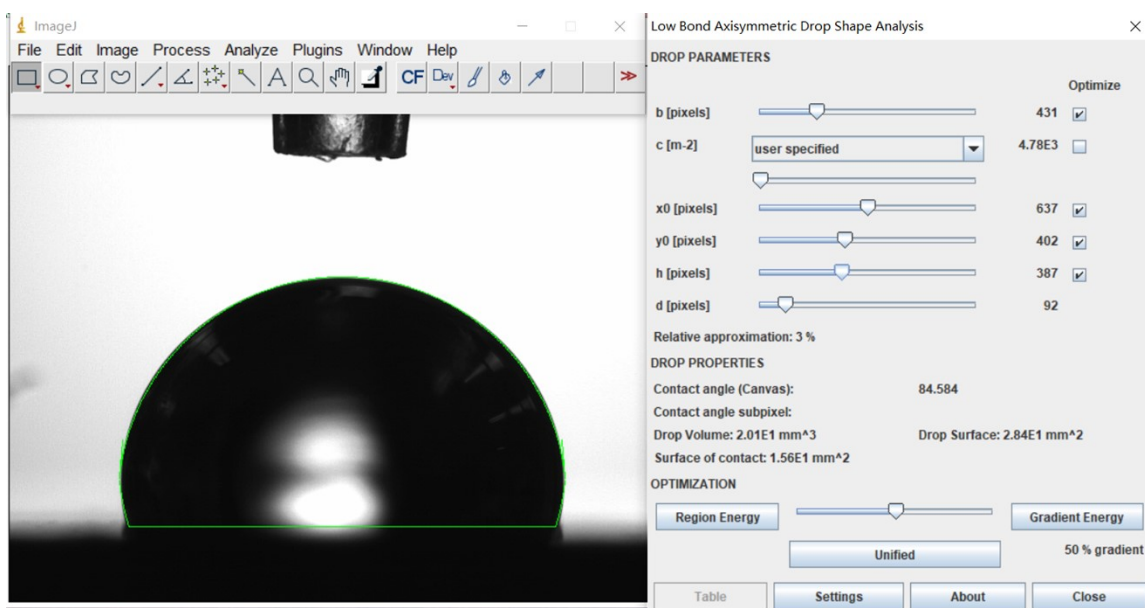 ImageJ
File Edit Image Process Analyze Plugins Window Help
A CF Dev
Low Bond Axisymmetric Drop Shape Analysis
DROP PARAMETERS
Optimize
b [pixels] 431
c [m-2] user specified 4.78E3
x0 [pixels] 637
y0 [pixels] 402
h [pixels] 387
d [pixels] 92
Relative approximation: 3 %
DROP PROPERTIES
Contact angle (Canvas): 84.584
Contact angle subpixel:
Drop Volume: 2.01E1 mm^3 Drop Surface: 2.84E1 mm^2
Surface of contact: 1.56E1 mm^2
OPTIMIZATION
Region Energy Gradient Energy
Unified 50 % gradient
Table Settings About Close